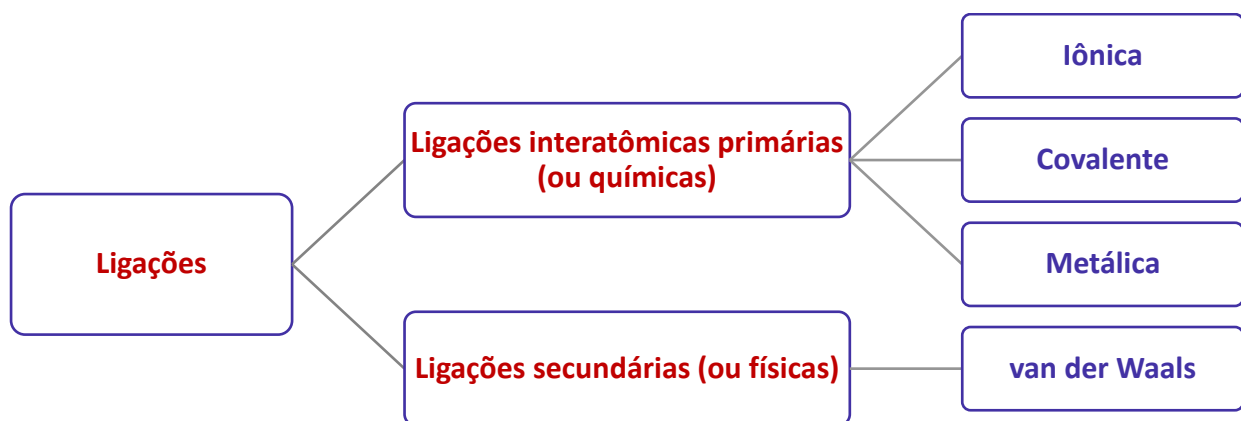 Ligações
Ligações interatômicas primárias
(ou químicas)
Iônica
Covalente
Metálica
Ligações secundárias (ou físicas)
van der Waals